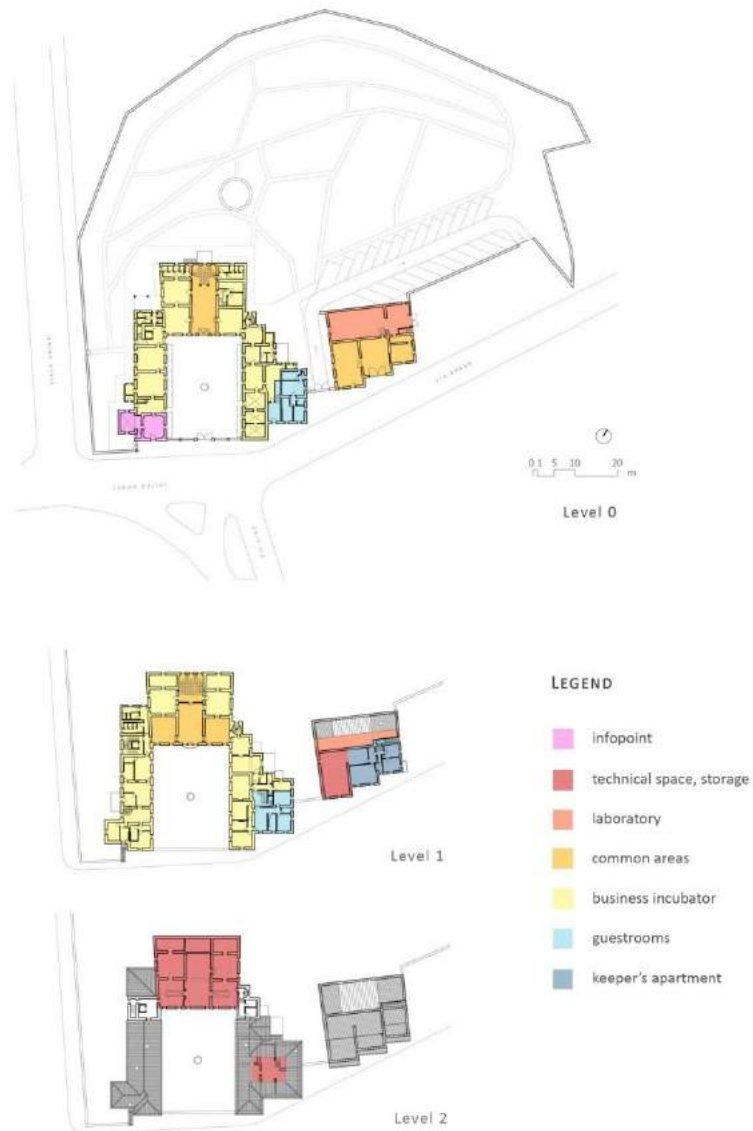 0 1 5 10 20
m
Level 0
LEGEND
infopoint
technical space, storage
laboratory
common areas
business incubator
guestrooms
keeper's apartment
Level 1
Level 2